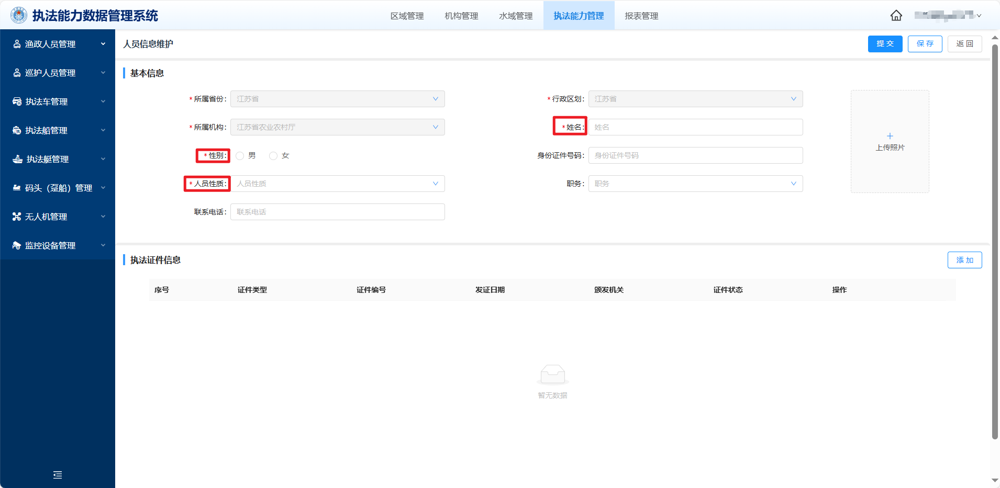 执法能力数据管理系统
区域管理 机构管理 水域管理 执法能力管理 报表管理
渔政人员管理
巡护人员管理
执法车管理
执法船管理
执法艇管理
码头（趸船）管理
无人机管理
监控设备管理
人员信息维护
提 交 保 存 返 回
基本信息
* 所属省份： 江苏省 * 行政区划： 江苏省
* 所属机构： 江苏省农业农村厅 * 姓名： 姓名
* 性别： 男 女 身份证件号码： 身份证件号码
* 人员性质： 人员性质 职务： 职务
联系电话： 联系电话
+
上传照片
执法证件信息
添 加
序号 证件类型 证件编号 发证日期 颁发机关 证件状态 操作
暂无数据